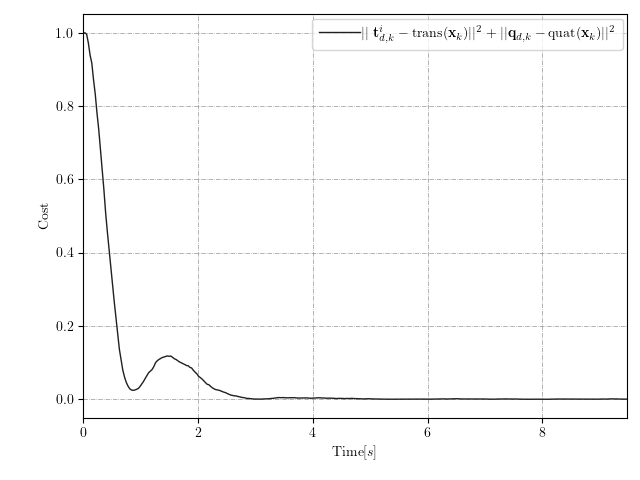 || t^i_{d,k} − trans(x_k)||^2 + ||q_{d,k} − quat(x_k)||^2
1.0
0.8
0.6
0.4
0.2
0.0
Cost
0 2 4 6 8
Time[s]